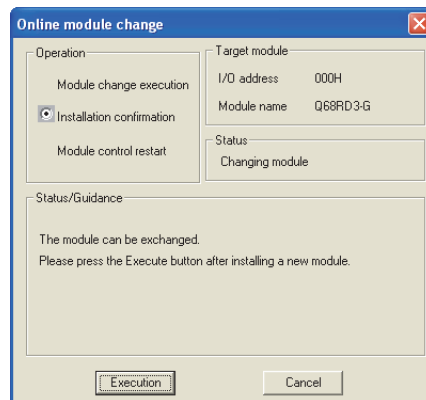 Online module change
Operation
Module change execution
Installation confirmation
Module control restart
Target module
I/O address 000H
Module name Q68RD3-G
Status
Changing module
Status/Guidance
The module can be exchanged.
Please press the Execute button after installing a new module.
Execution Cancel